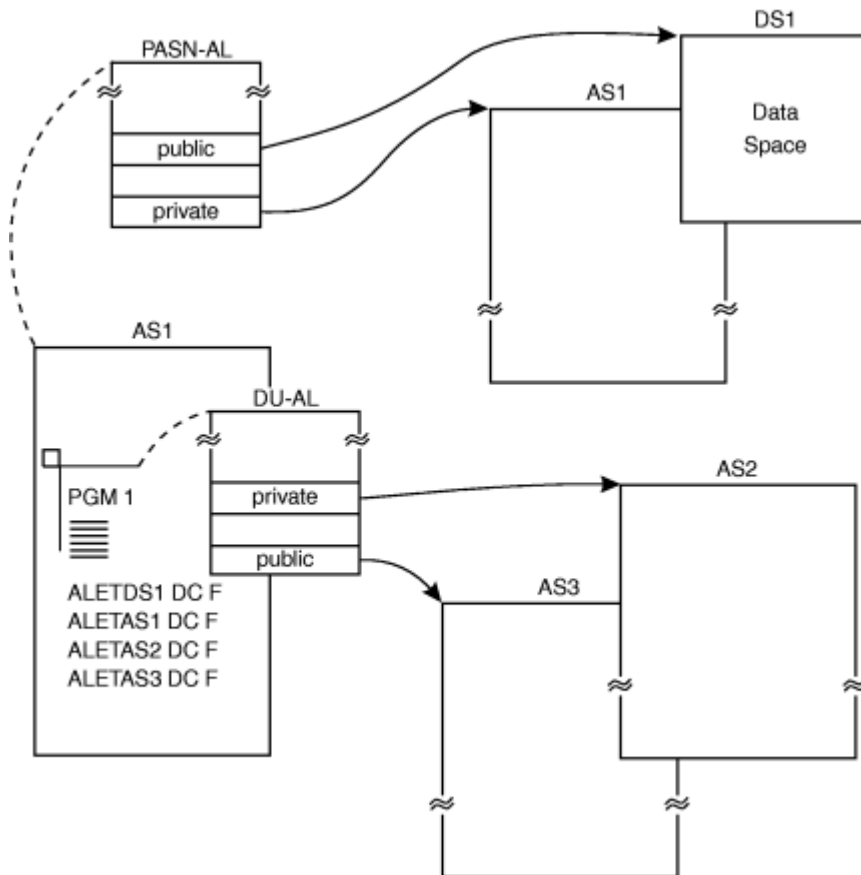 DS1
PASN-AL
AS1
Data
Space
public
private
AS1
DU-AL
private
public
PGM 1
ALETDS1 DC F
ALETAS1 DC F
ALETAS2 DC F
ALETAS3 DC F
AS2
AS3